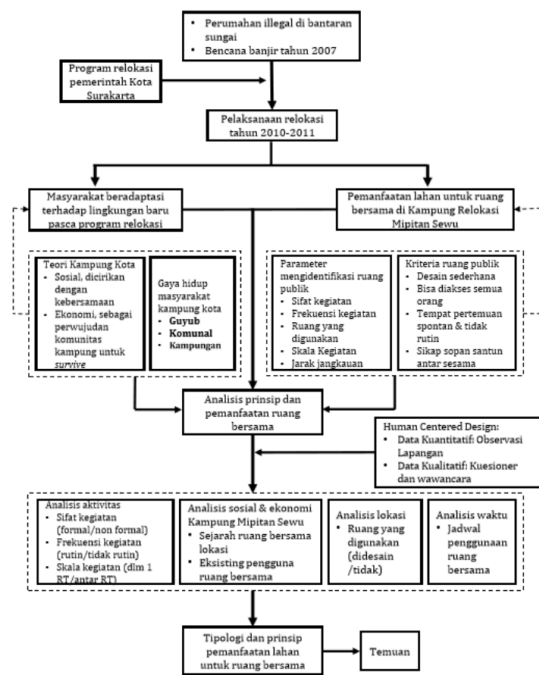 • Perumahan illegal di bantaran
sungai
• Bencana banjir tahun 2007
Program relokasi
pemerintah Kota
Surakarta
Pelaksanaan relokasi
tahun 2010-2011
Masyarakat beradaptasi
terhadap lingkungan baru
pasca program relokasi
Pemanfaatan lahan untuk ruang
bersama di Kampung Relokasi
Mipitan Sewu
Teori Kampung Kota
• Sosial, dicirikan
dengan
kebersamaan
• Ekonomi, sebagai
perwujudan
komunitas
kampung untuk
survive
Gaya hidup
masyarakat
kampung kota
• Guyub
• Komunal
• Kampungan
Parameter
mengidentifikasi ruang
publik
• Sifat kegiatan
• Frekuensi kegiatan
• Ruang yang
digunakan
• Skala Kegiatan
• Jarak jangkauan
Kriteria ruang publik
• Desain sederhana
• Bisa diakses semua
orang
• Tempat pertemuan
spontan & tidak
rutin
• Sikap sopan santun
antar sesama
Analisis prinsip dan
pemanfaatan ruang
bersama
Human Centered Design:
• Data Kuantitatif: Observasi
Lapangan
• Data Kualitatif: Kuesioner
dan wawancara
Analisis aktivitas
• Sifat kegiatan
(formal/non formal)
• Frekuensi kegiatan
(rutin/tidak rutin)
• Skala kegiatan (dlm 1
RT/antar RT)
Analisis sosial & ekonomi
Kampung Mipitan Sewu
• Sejarah ruang bersama
lokasi
• Eksisting pengguna
ruang bersama
Analisis lokasi
• Ruang yang
digunakan
(didesain
/tidak)
Analisis waktu
• Jadwal
penggunaan
ruang
bersama
Tipologi dan prinsip
pemanfaatan lahan
untuk ruang bersama
Temuan